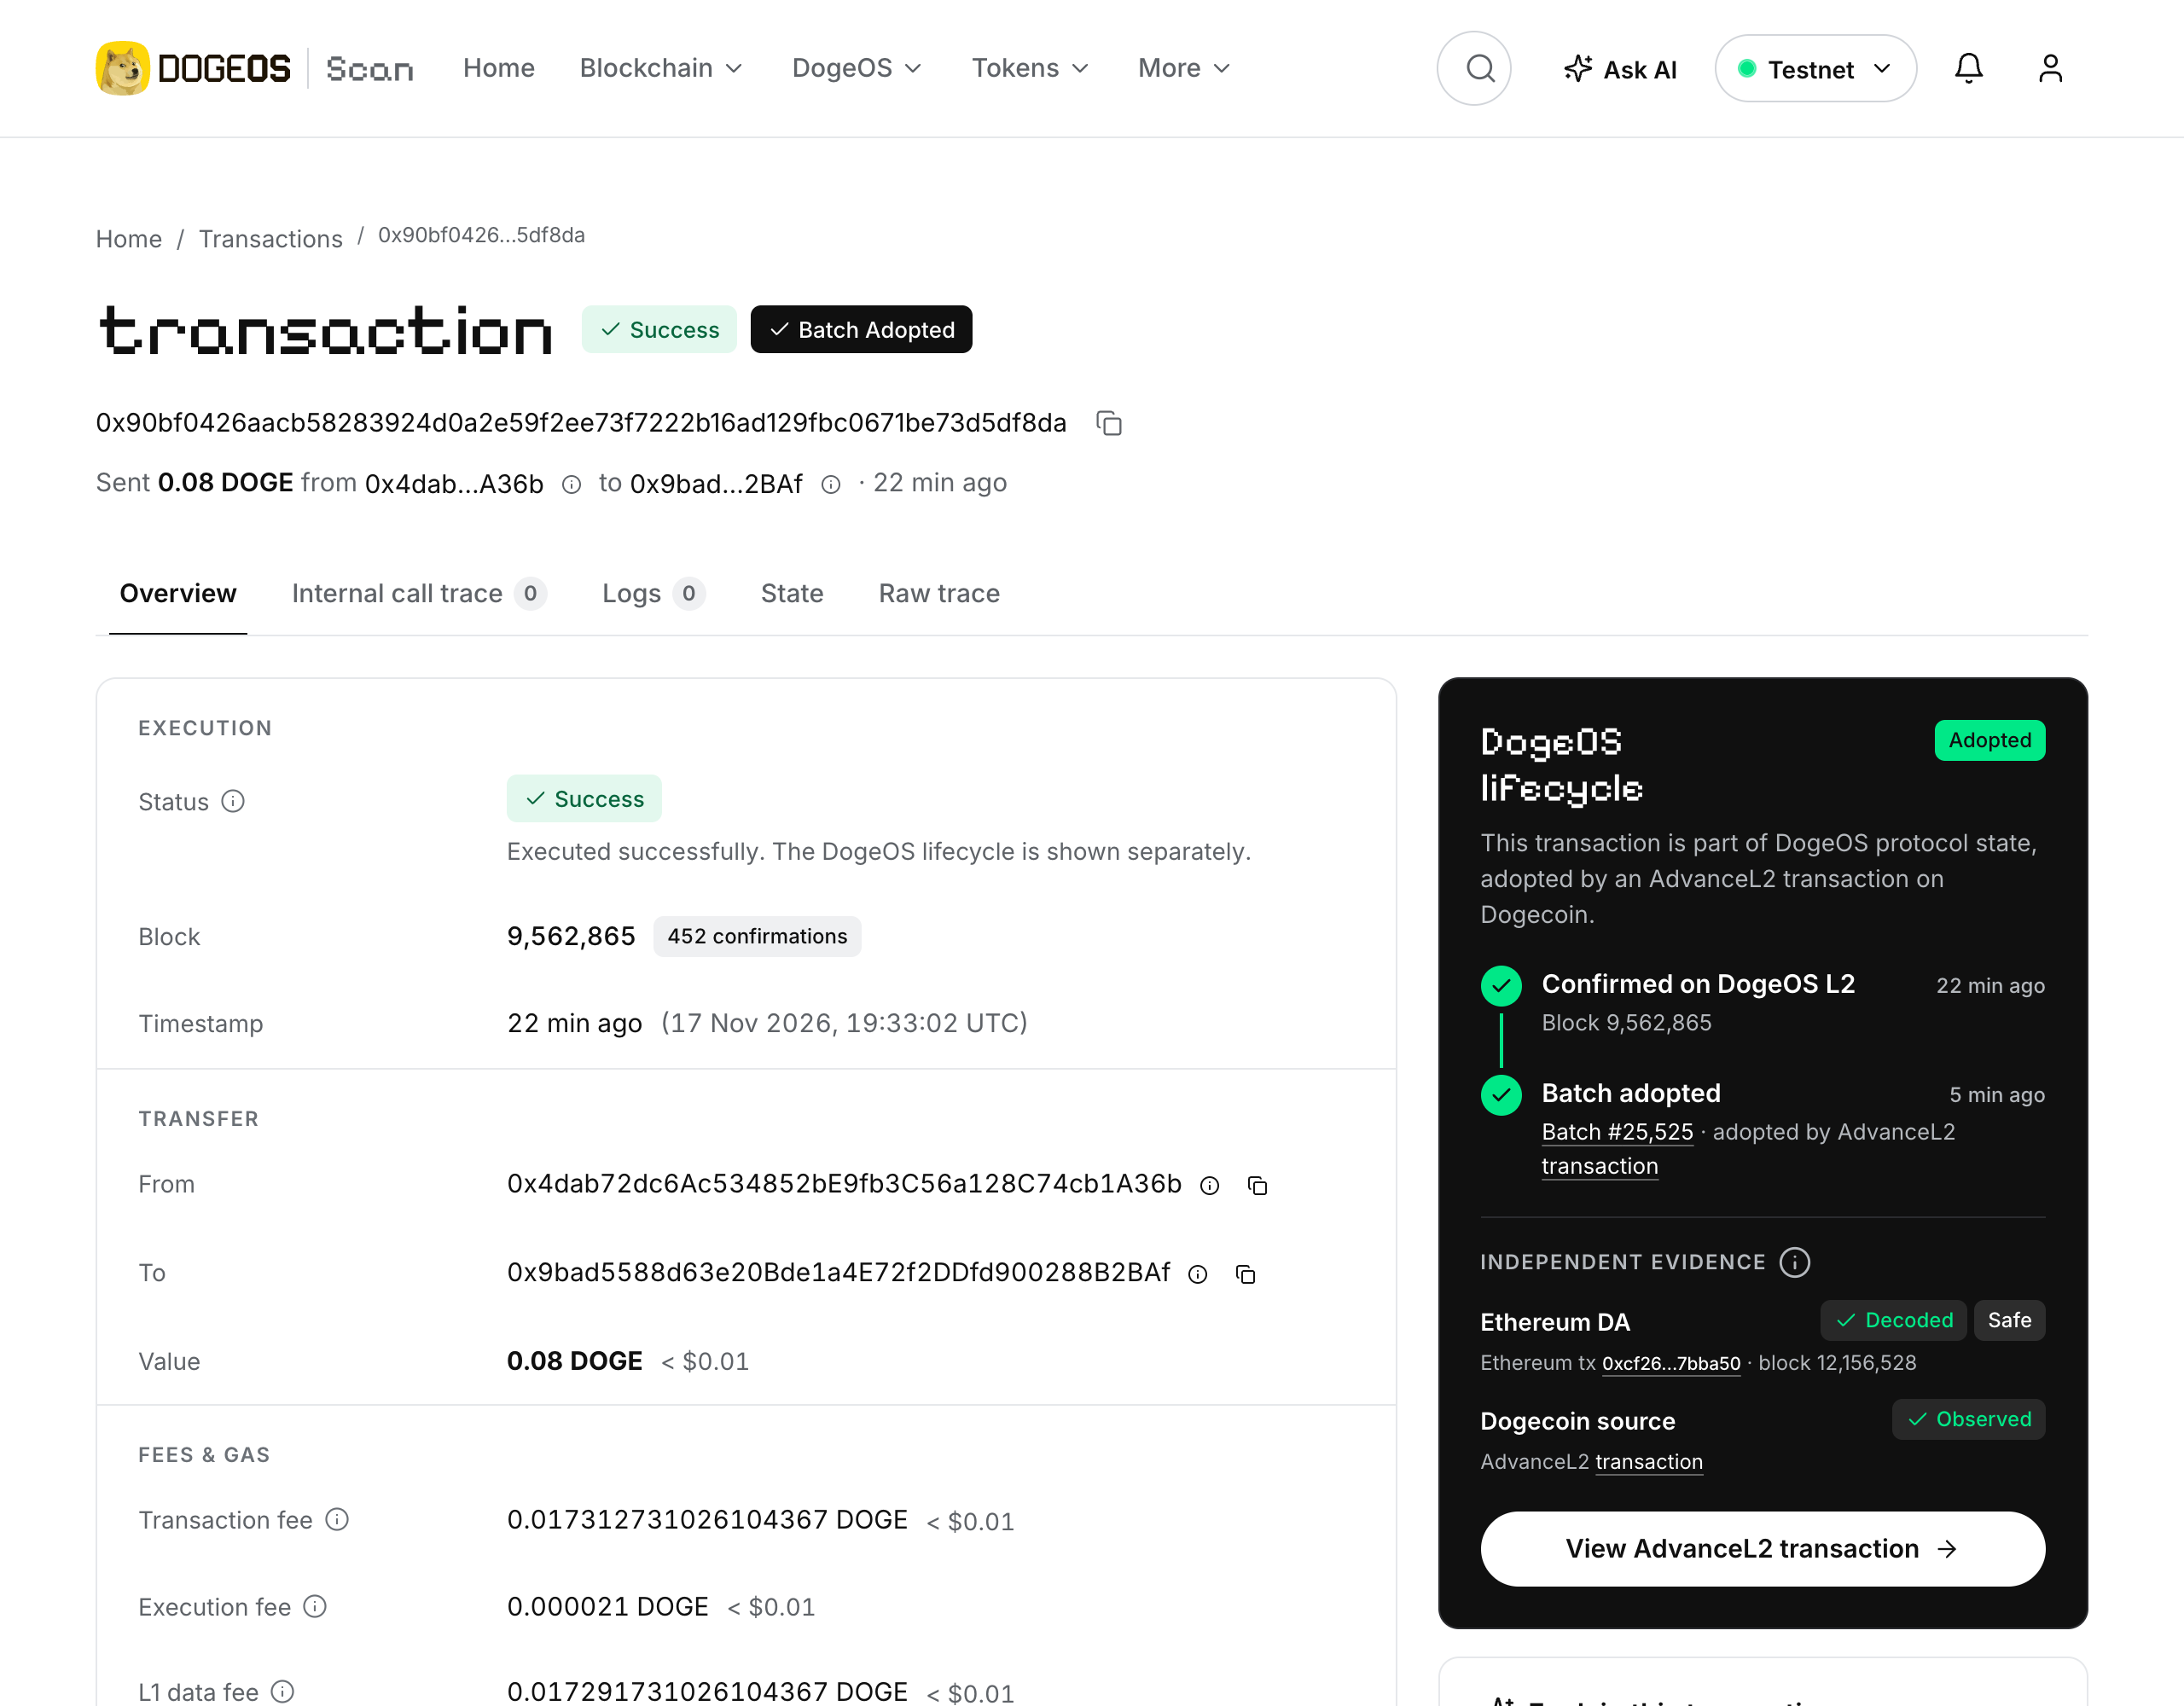 DOGEOS Scan Home Blockchain DogeOS Tokens More Ask AI Testnet
Home / Transactions / 0x90bf0426...5df8da
transaction Success Batch Adopted
0x90bf0426aacb58283924d0a2e59f2ee73f7222b16ad129fbc0671be73d5df8da
Sent 0.08 DOGE from 0x4dab...A36b to 0x9bad...2BAf · 22 min ago
Overview Internal call trace 0 Logs 0 State Raw trace
EXECUTION
Status Success
Executed successfully. The DogeOS lifecycle is shown separately.
Block 9,562,865 452 confirmations
Timestamp 22 min ago (17 Nov 2026, 19:33:02 UTC)
TRANSFER
From 0x4dab72dc6Ac534852bE9fb3C56a128C74cb1A36b
To 0x9bad5588d63e20Bde1a4E72f2DDfd900288B2BAf
Value 0.08 DOGE < $0.01
FEES & GAS
Transaction fee 0.017312731026104367 DOGE < $0.01
Execution fee 0.000021 DOGE < $0.01
L1 data fee 0.017291731026104367 DOGE < $0.01
DogeOS
lifecycle
Adopted
This transaction is part of DogeOS protocol state,
adopted by an AdvanceL2 transaction on
Dogecoin.
Confirmed on DogeOS L2 22 min ago
Block 9,562,865
Batch adopted 5 min ago
Batch #25,525 · adopted by AdvanceL2
transaction
INDEPENDENT EVIDENCE
Ethereum DA Decoded Safe
Ethereum tx 0xcf26...7bba50 · block 12,156,528
Dogecoin source Observed
AdvanceL2 transaction
View AdvanceL2 transaction